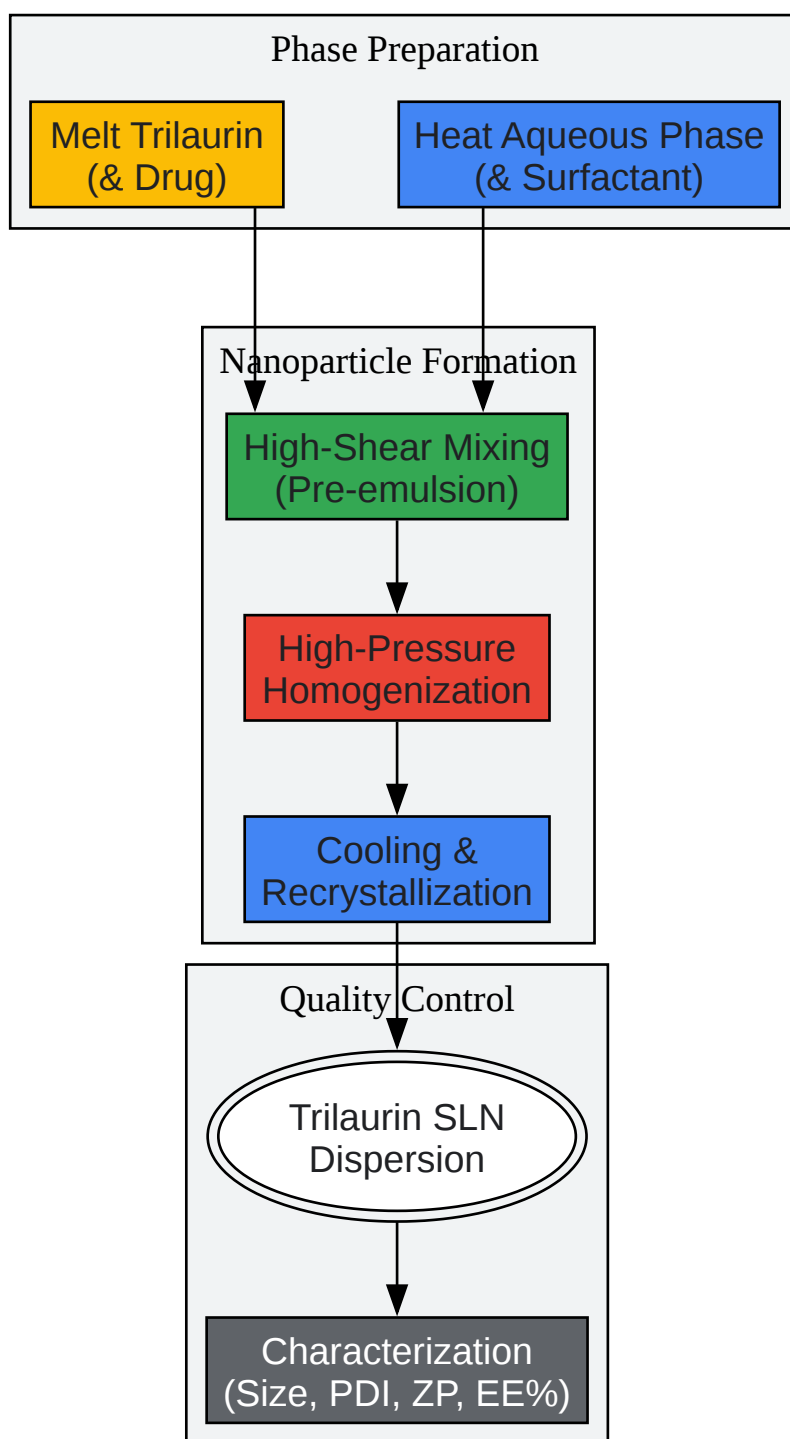 Phase Preparation
Melt Trilaurin
(& Drug)
Heat Aqueous Phase
(& Surfactant)
Nanoparticle Formation
High-Shear Mixing
(Pre-emulsion)
High-Pressure
Homogenization
Cooling &
Recrystallization
Quality Control
Trilaurin SLN
Dispersion
Characterization
(Size, PDI, ZP, EE%)